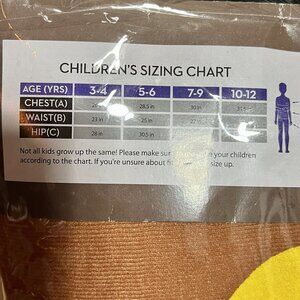 CHILDREN'S SIZING CHART
AGE (YRS) 3-4 5-6 7-9 10-12
CHEST(A) 28.5 in 30 in
WAIST(B) 23 in 25 in
HIP(C) 28 in 30.5
Not all kids grow up the same! Please make sur your children
according to the chart. If you're unsure about size up.